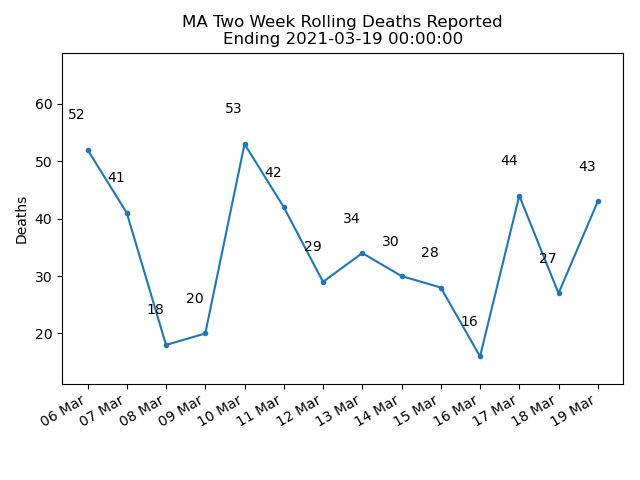 MA Two Week Rolling Deaths Reported
Ending 2021-03-19 00:00:00
Deaths
60
50
40
30
20
52
41
18
20
53
42
29
34
30
28
16
44
27
43
06 Mar
07 Mar
08 Mar
09 Mar
10 Mar
11 Mar
12 Mar
13 Mar
14 Mar
15 Mar
16 Mar
17 Mar
18 Mar
19 Mar